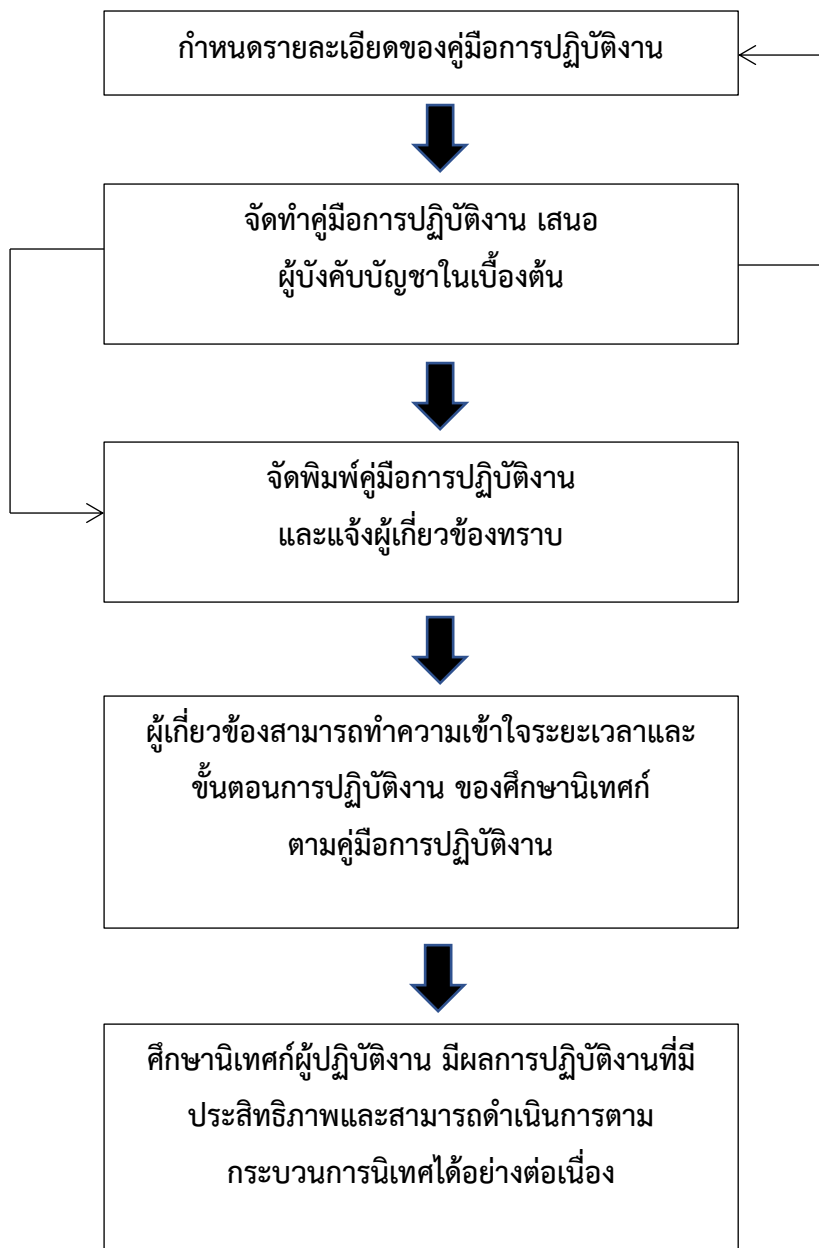 กำหนดรายละเอียดของคู่มือการปฏิบัติงาน
จัดทำคู่มือการปฏิบัติงาน เสนอ
ผู้บังคับบัญชาในเบื้องต้น
จัดพิมพ์คู่มือการปฏิบัติงาน
และแจ้งผู้เกี่ยวข้องทราบ
ผู้เกี่ยวข้องสามารถทำความเข้าใจระยะเวลาและ
ขั้นตอนการปฏิบัติงาน ของศึกษานิเทศก์
ตามคู่มือการปฏิบัติงาน
ศึกษานิเทศก์ผู้ปฏิบัติงาน มีผลการปฏิบัติงานที่มี
ประสิทธิภาพและสามารถดำเนินการตาม
กระบวนการนิเทศได้อย่างต่อเนื่อง